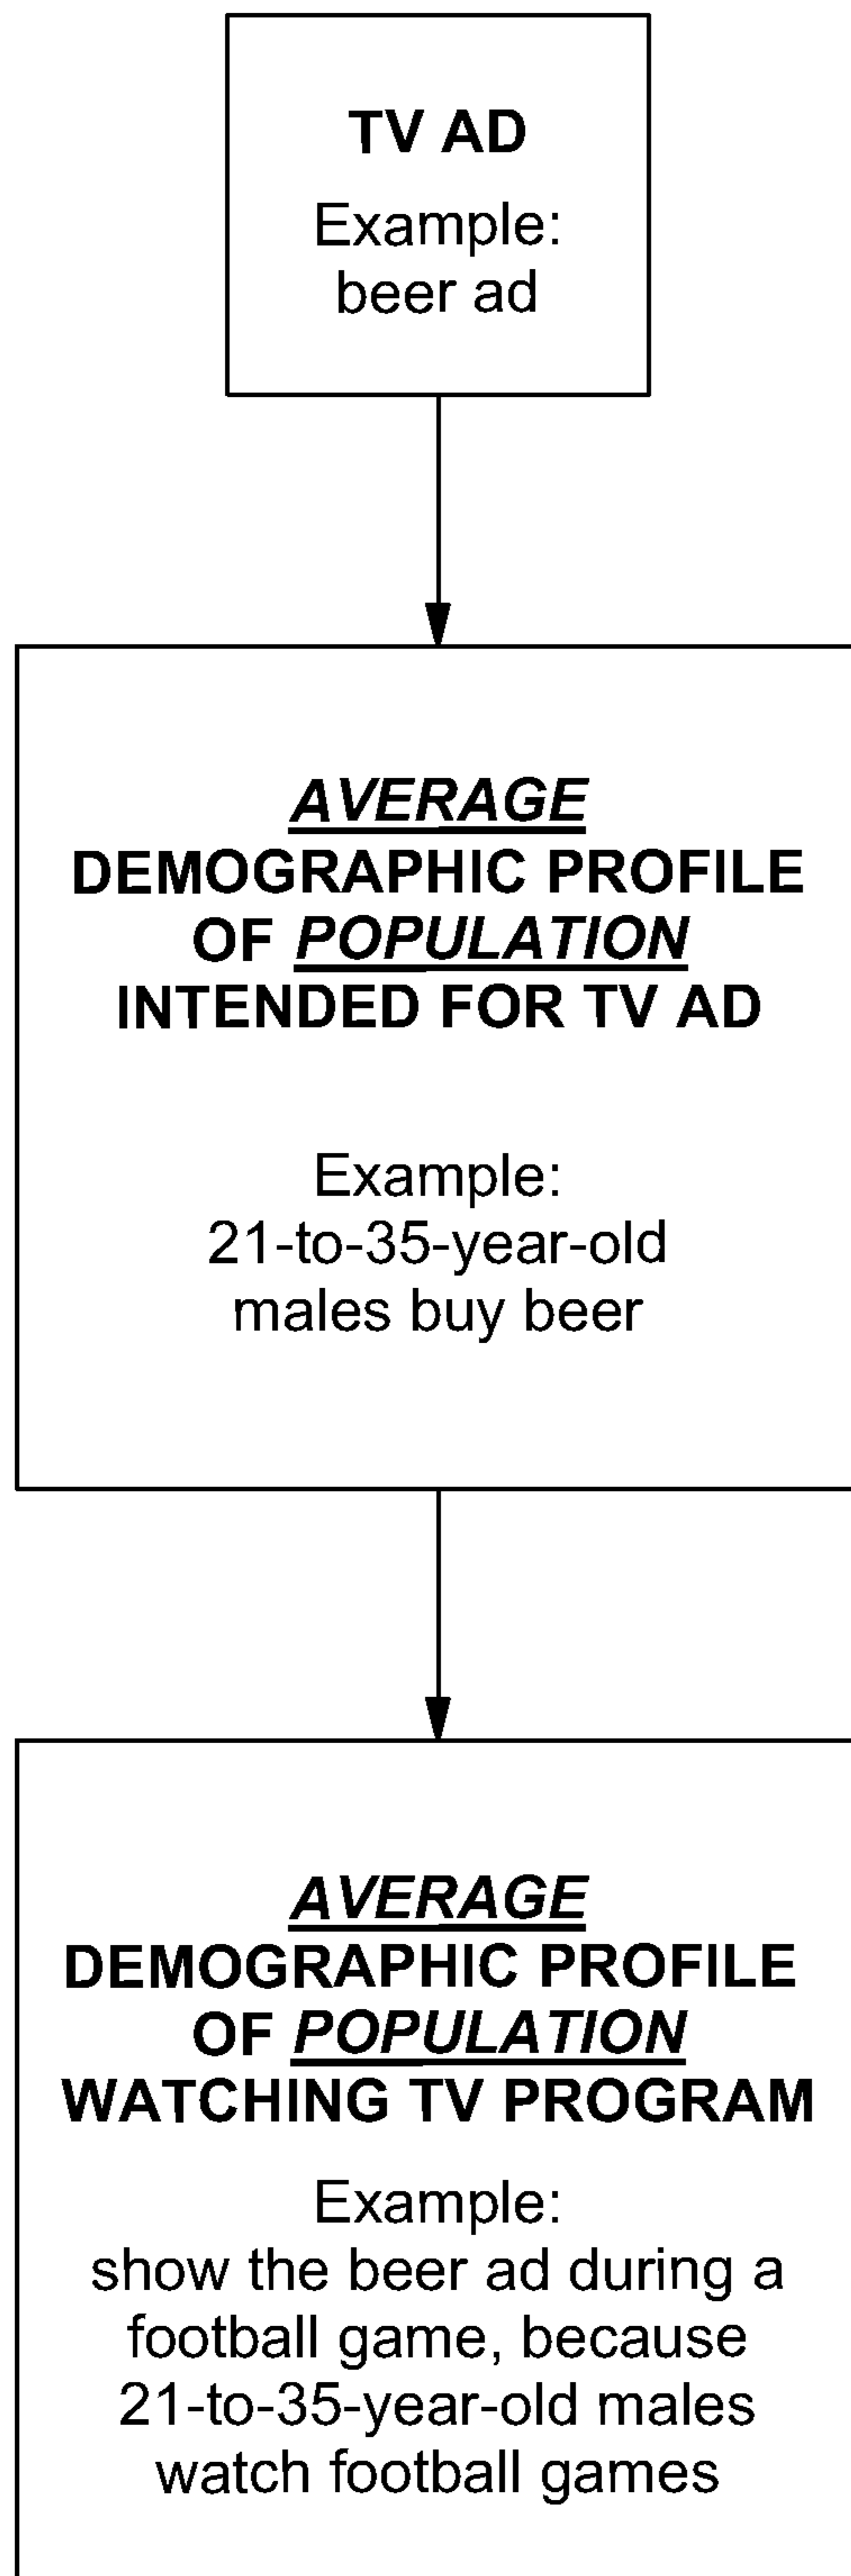 TV AD
Example:
beer ad
AVERAGE
DEMOGRAPHIC PROFILE
OF POPULATION
INTENDED FOR TV AD
Example:
21-to-35-year-old
males buy beer
AVERAGE
DEMOGRAPHIC PROFILE
OF POPULATION
WATCHING TV PROGRAM
Example:
show the beer ad during a
football game, because
21-to-35-year-old males
watch football games